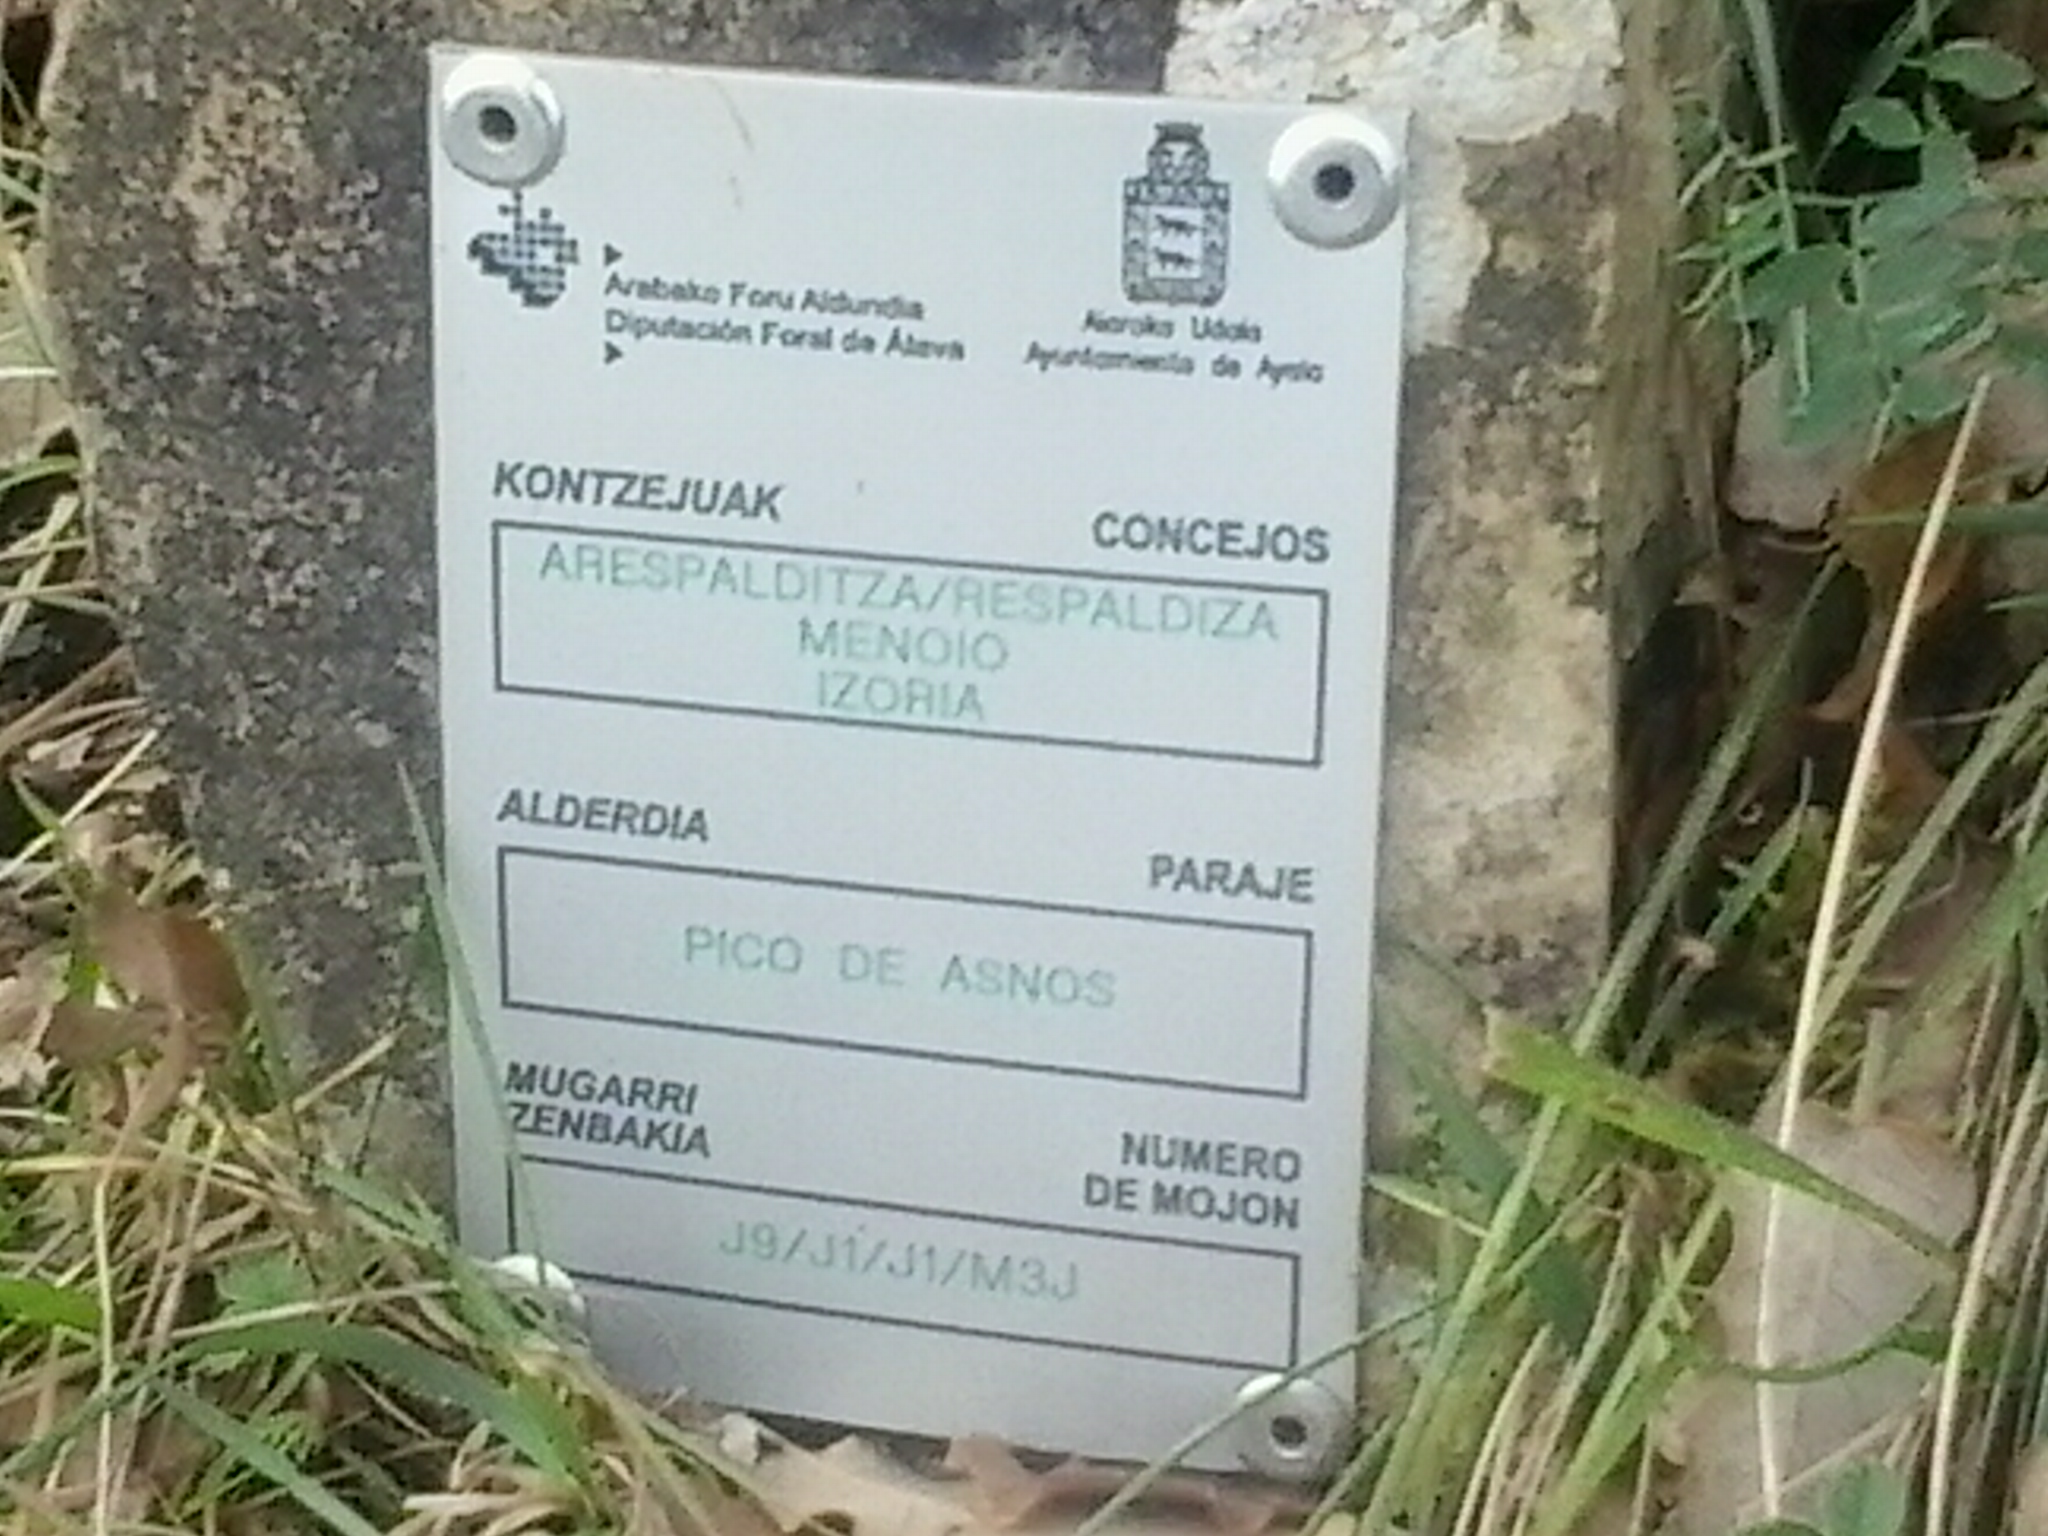 Arabako Foru Aldundia
Diputación Foral de Álava
Aiarako Udala
Ayuntamiento de Ayala
KONTZEJUAK
CONCEJOS
ARESPALDITZA/RESPALDIZA
MENOIO
IZORIA
ALDERDIA
PARAJE
PICO DE ASNOS
MUGARRI
ZENBAKIA
NUMERO
DE MOJON
J9/J1/J1/M3J